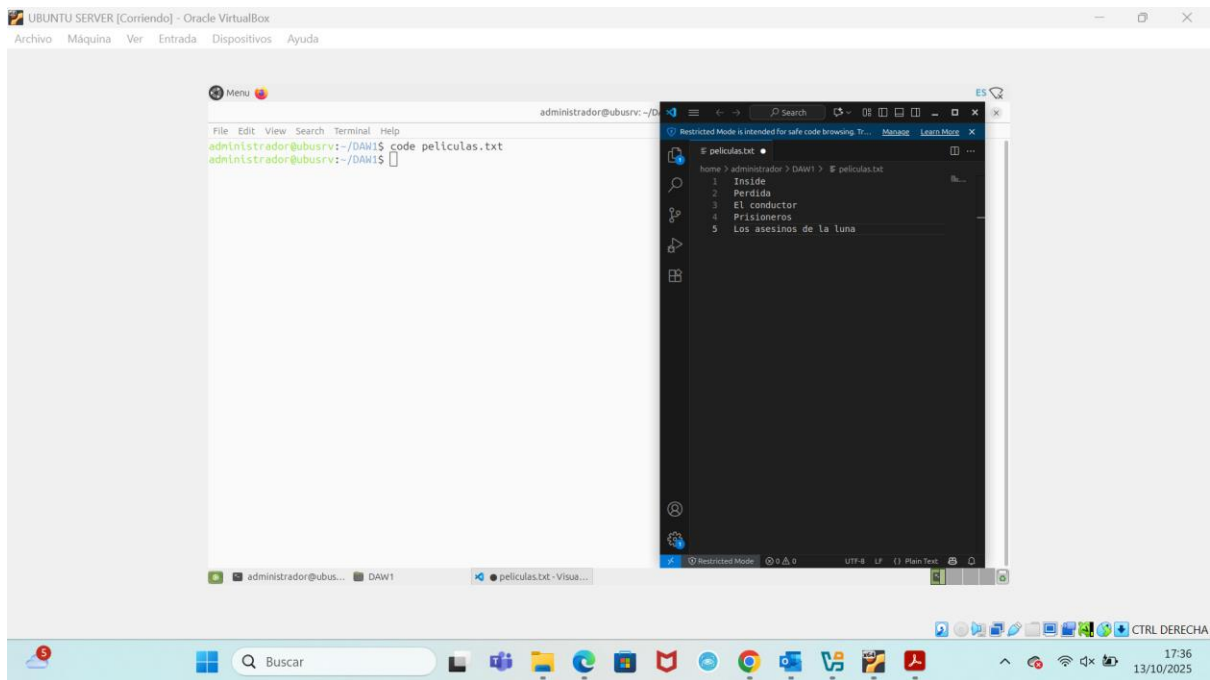 UBUNTU SERVER [Corriendo] - Oracle VirtualBox
Archivo Máquina Ver Entrada Dispositivos Ayuda
Menu
ES
administrador@ubusrv: ~/D
Search
File Edit View Search Terminal Help
Restricted Mode is intended for safe code browsing. Tr... Manage Learn More
administrador@ubusrv:~/DAW1$ code peliculas.txt
administrador@ubusrv:~/DAW1$
peliculas.txt
home > administrador > DAW1 > peliculas.txt
1 Inside
2 Perdida
3 El conductor
4 Prisioneros
5 Los asesinos de la luna
Restricted Mode 0 0 UTF-8 LF {} Plain Text
administrador@ubus... DAW1 peliculas.txt - Visua...
CTRL DERECHA
5
Buscar
17:36
13/10/2025